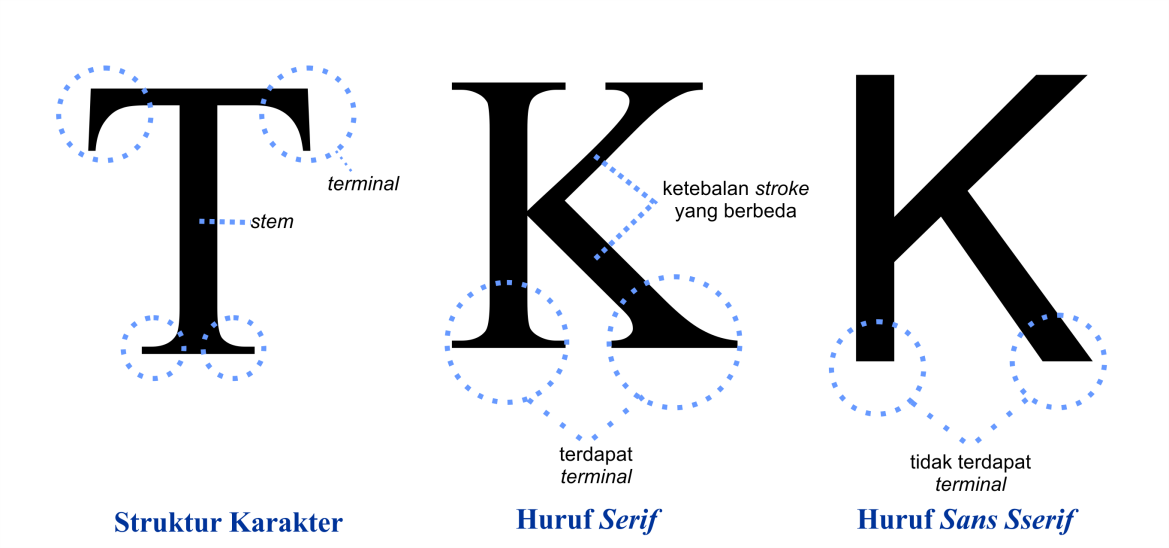 T
K
K
terminal
stem
ketebalan stroke
yang berbeda
terdapat
terminal
tidak terdapat
terminal
Struktur Karakter
Huruf Serif
Huruf Sans Sserif